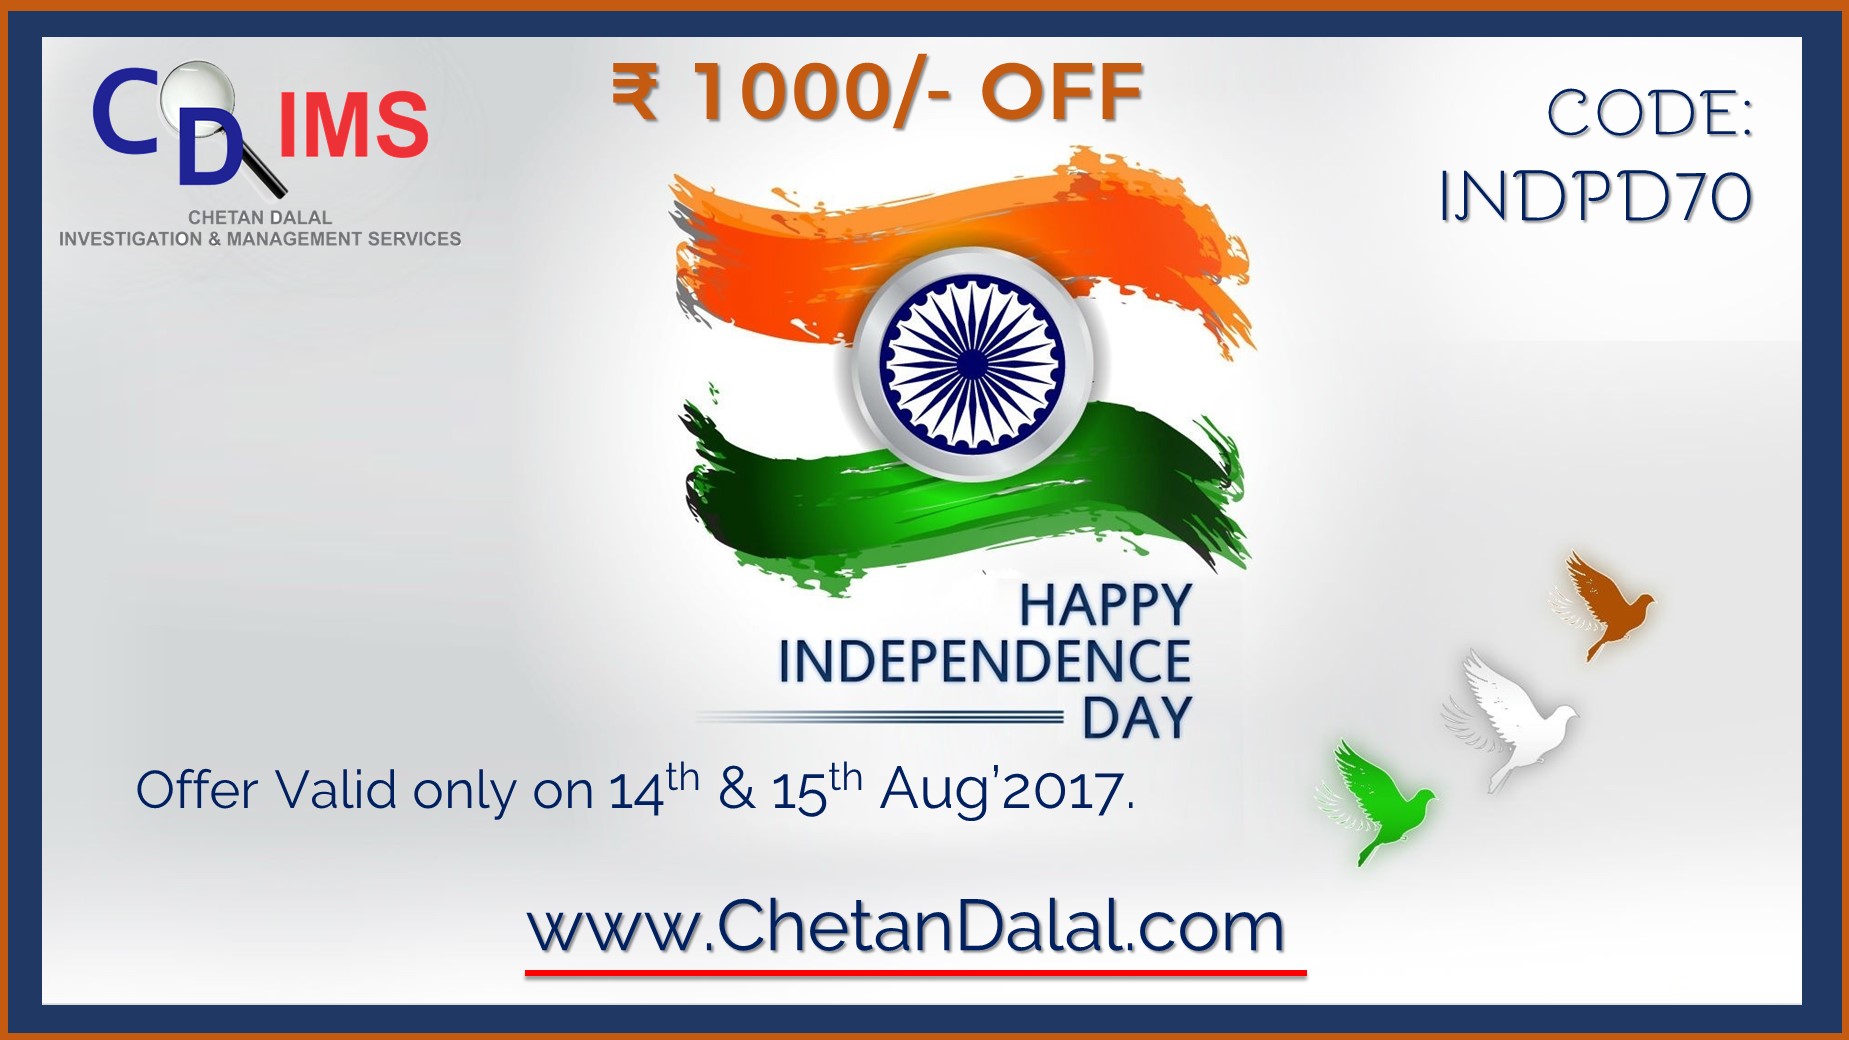 CD IMS
CHETAN DALAL
INVESTIGATION & MANAGEMENT SERVICES
₹ 1000/- OFF
CODE:
INDPD70
HAPPY
INDEPENDENCE
DAY
Offer Valid only on 14th & 15th Aug'2017.
www.ChetanDalal.com